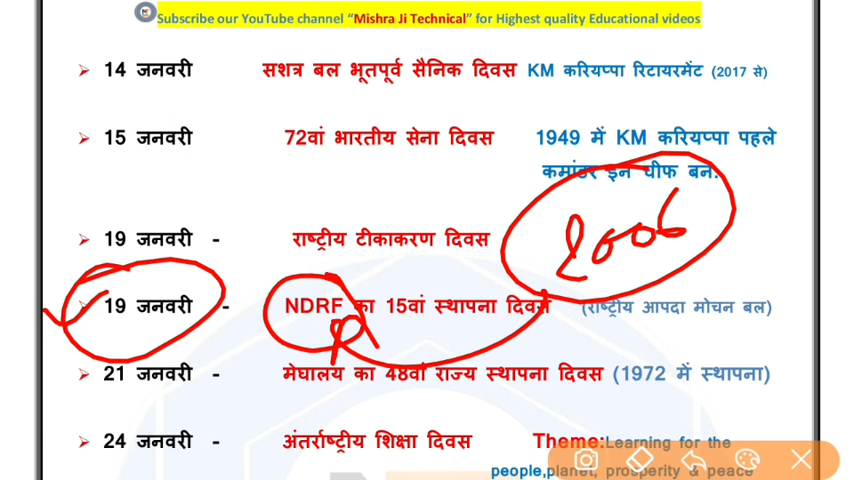 Subscribe our YouTube channel “Mishra Ji Technical” for Highest quality Educational videos
14 जनवरी सशत्र बल भूतपूर्व सैनिक दिवस KM करियप्पा रिटायरमेंट (2017 से)
15 जनवरी 72वां भारतीय सेना दिवस 1949 में KM करियप्पा पहले
कमांडर इन चीफ बने.
19 जनवरी - राष्ट्रीय टीकाकरण दिवस
2006
19 जनवरी - NDRF का 15वां स्थापना दिवस (राष्ट्रीय आपदा मोचन बल)
21 जनवरी - मेघालय का 48वां राज्य स्थापना दिवस (1972 में स्थापना)
24 जनवरी - अंतर्राष्ट्रीय शिक्षा दिवस Theme:Learning for the
people,planet, prosperity & peace